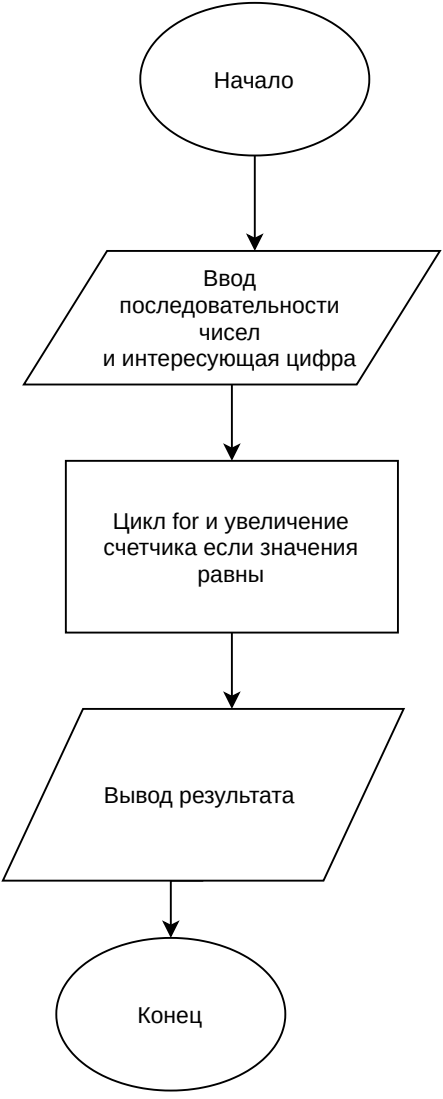 Начало
Ввод
последовательности
чисел
и интересующая цифра
Цикл for и увеличение
счетчика если значения
равны
Вывод результата
Конец